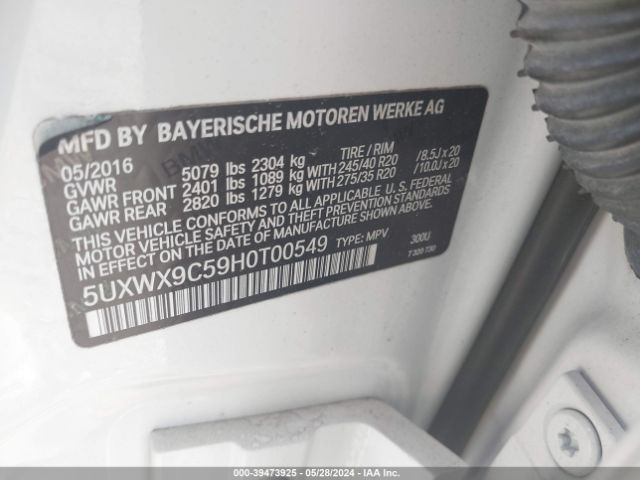 MFD BY BAYERISCHE MOTOREN WERKE AG
05/2016
GVWR 5079 lbs 2304 kg TIRE / RIM
GAWR FRONT 2401 lbs 1089 kg WITH 245/40 R20 /8.5J x 20
GAWR REAR 2820 lbs 1279 kg WITH 275/35 R20 /10.0J x 20
THIS VEHICLE CONFORMS TO ALL APPLICABLE U. S. FEDERAL
MOTOR VEHICLE SAFETY AND THEFT PREVENTION STANDARDS
IN EFFECT ON THE DATE OF MANUFACTURE SHOWN ABOVE.
5UXWX9C59H0T00549 TYPE: MPV 300U
T 320 T30
000-39473925 - 05/28/2024 - IAA Inc.